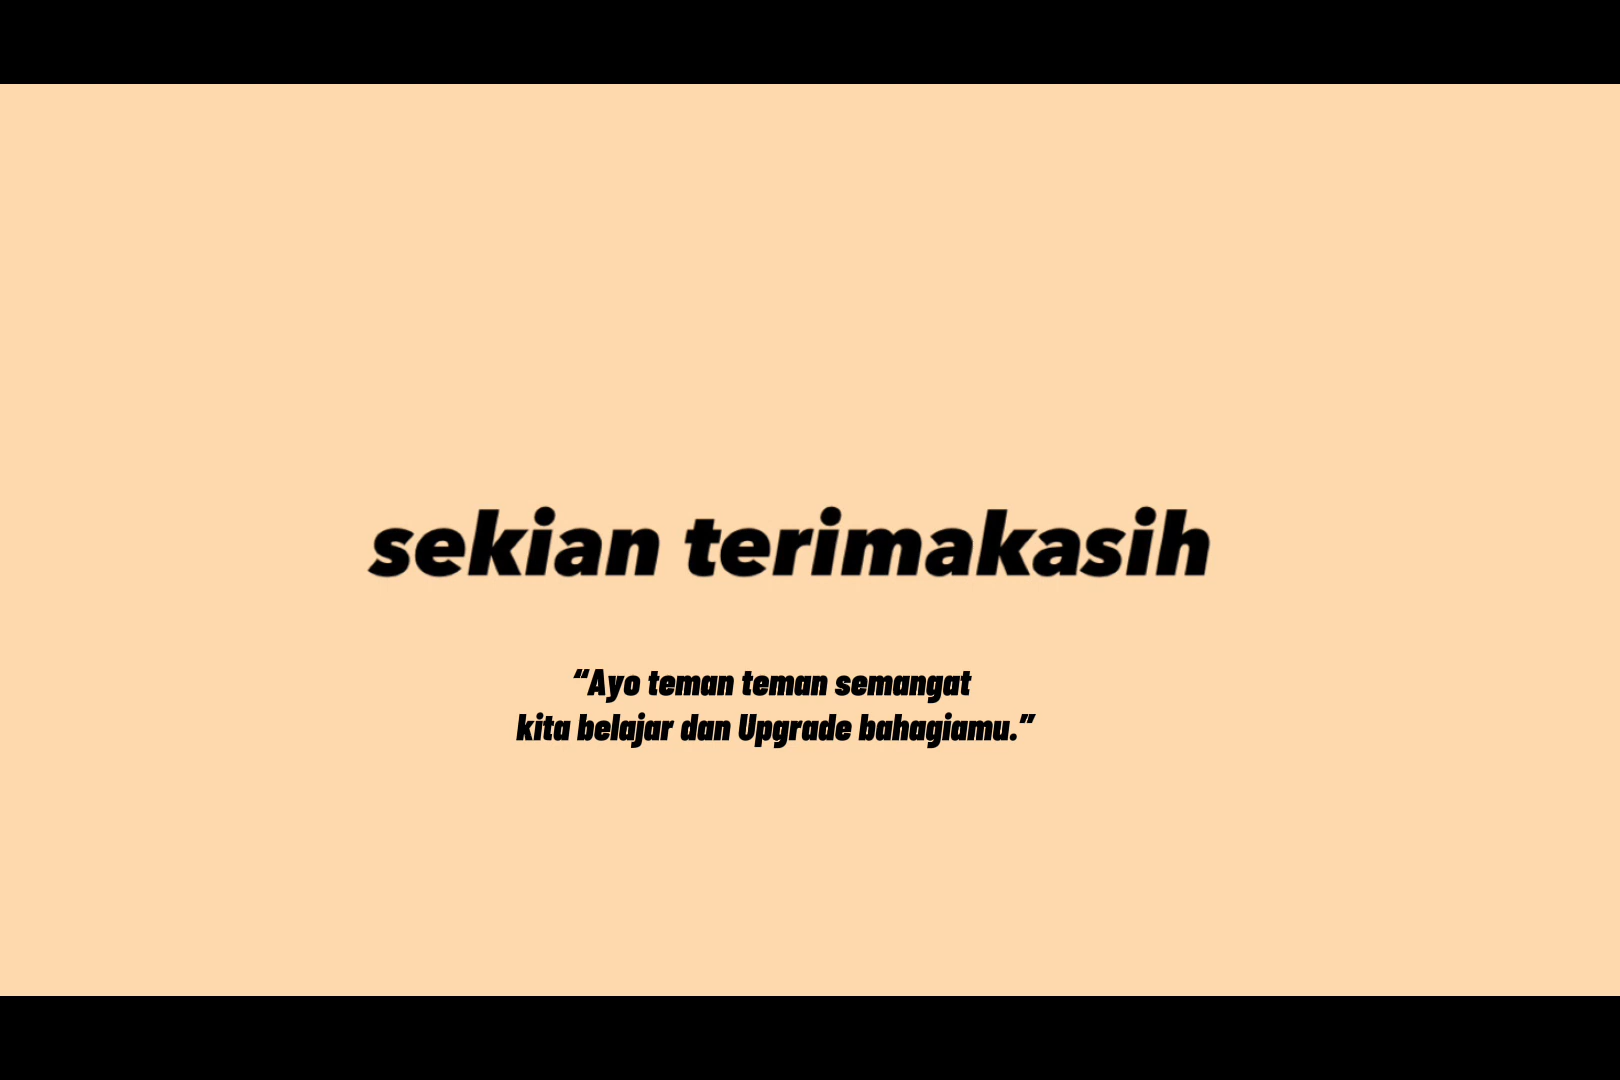 sekian terimakasih
“Ayo teman teman semangat
kita belajar dan Upgrade bahagiamu.”